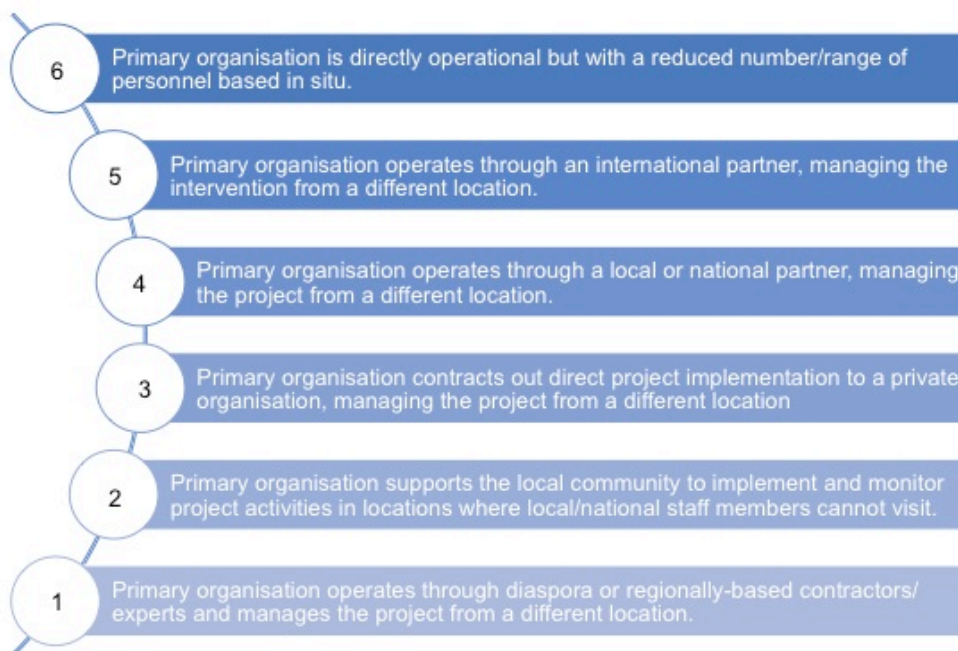 6
Primary organisation is directly operational but with a reduced number/range of
personnel based in situ.
5
Primary organisation operates through an international partner, managing the
intervention from a different location.
4
Primary organisation operates through a local or national partner, managing
the project from a different location.
3
Primary organisation contracts out direct project implementation to a private
organisation, managing the project from a different location
2
Primary organisation supports the local community to implement and monitor
project activities in locations where local/national staff members cannot visit.
1
Primary organisation operates through diaspora or regionally-based contractors/
experts and manages the project from a different location.